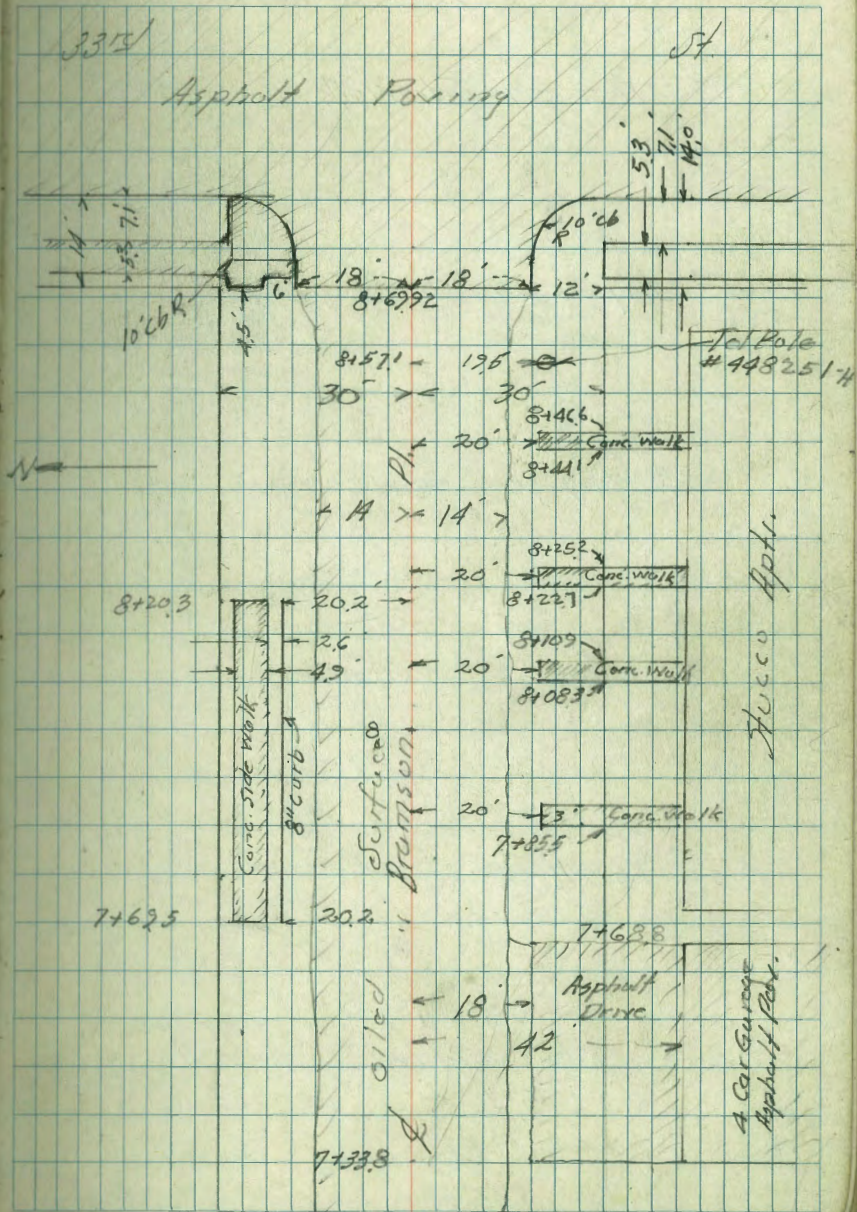 33rd St.
Asphalt Paving
5.3'
7.1'
14.0'
14'
7.1'
5.3
10' cb R
10' cb R
6'
18' 18'
12'
8+69.92
4.5'
8+57.1 19.5
Tel Pole
# 448251-H
30' 30'
8+46.6
20' Conc. Walk
8+44.1
Pl.
N
14 14'
8+25.2
20' Conc. Walk
8+22.7
8+20.3 20.2'
2.6
8+10.9
4.9' 20' Conc. Walk
8+08.3
Stucco Apts.
Conc. Side Walk
8" curb
Surface
Bramson
20' 3' Conc. Walk
7+85.5
7+69.5 20.2
7+68.8
oiled
18' Asphalt
Drive
42'
4 Car Garage
Asphalt Pav.
7+33.8